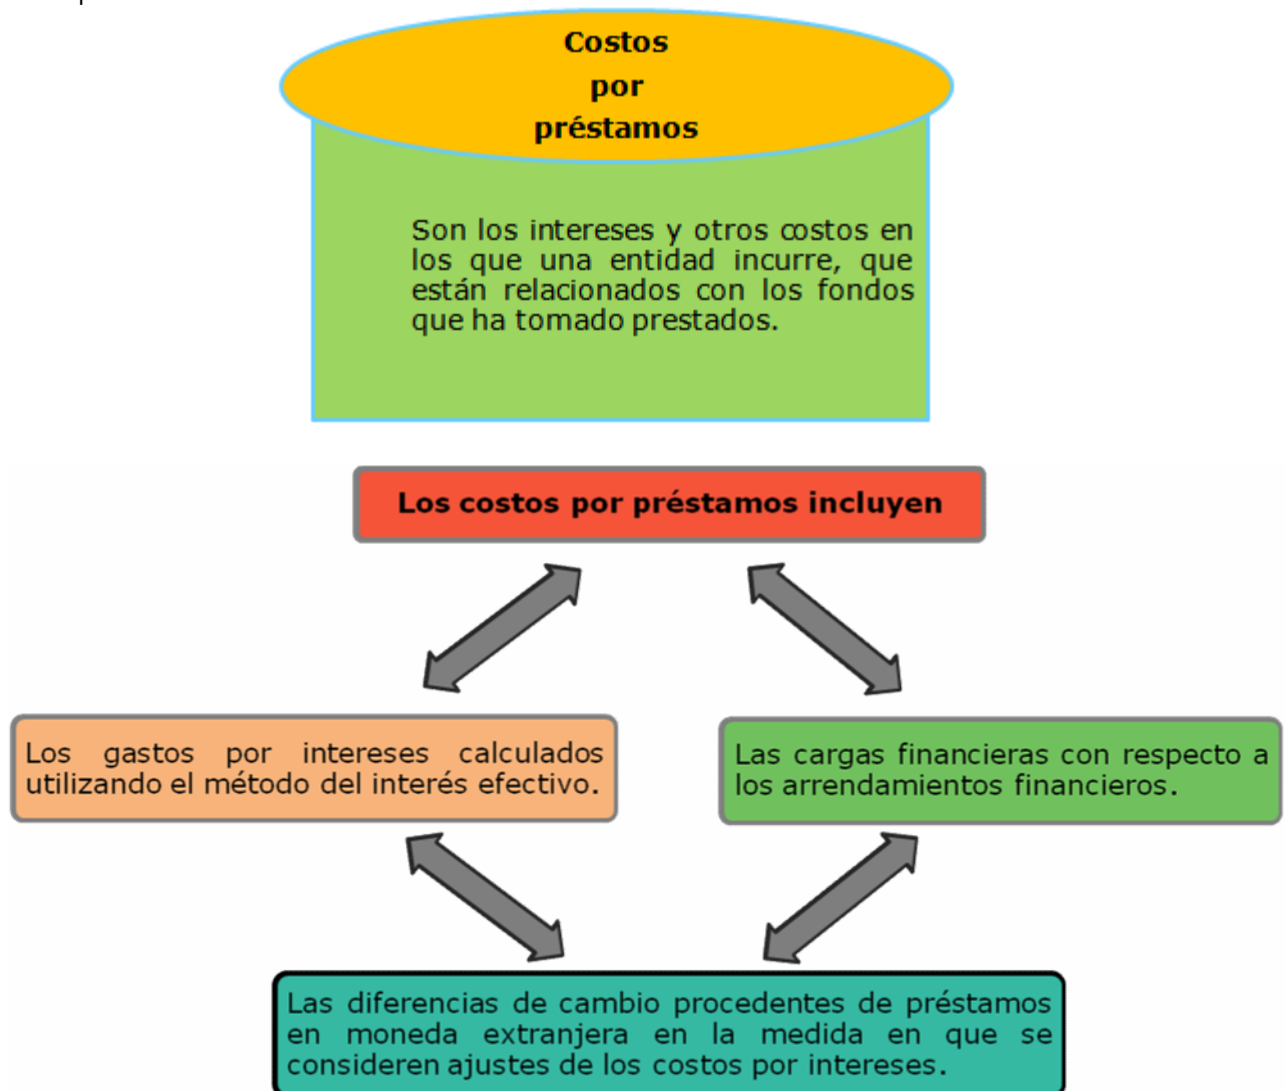 Costos
por
préstamos
Son los intereses y otros costos en
los que una entidad incurre, que
están relacionados con los fondos
que ha tomado prestados.
Los costos por préstamos incluyen
Los gastos por intereses calculados
utilizando el método del interés efectivo.
Las cargas financieras con respecto a
los arrendamientos financieros.
Las diferencias de cambio procedentes de préstamos
en moneda extranjera en la medida en que se
consideren ajustes de los costos por intereses.